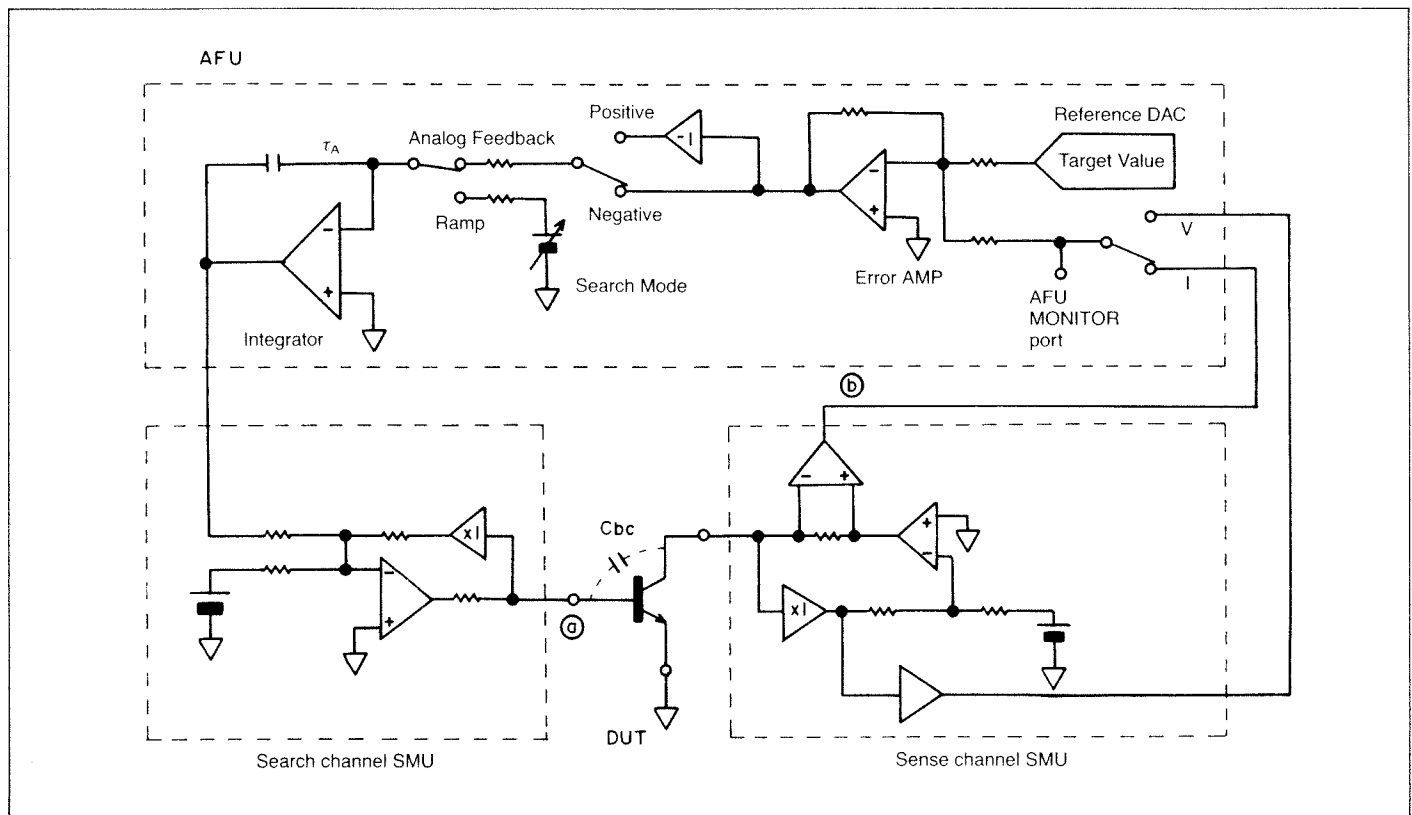 AFU
Positive
Reference DAC
τA
Analog Feedback
-1
Target Value
-
+
Ramp
Negative
-
+
V
Search Mode
Error AMP
I
AFU
MONITOR
port
Integrator
b
- +
x1
Cbc
+
-
-
+
a
x1
DUT
Search channel SMU
Sense channel SMU